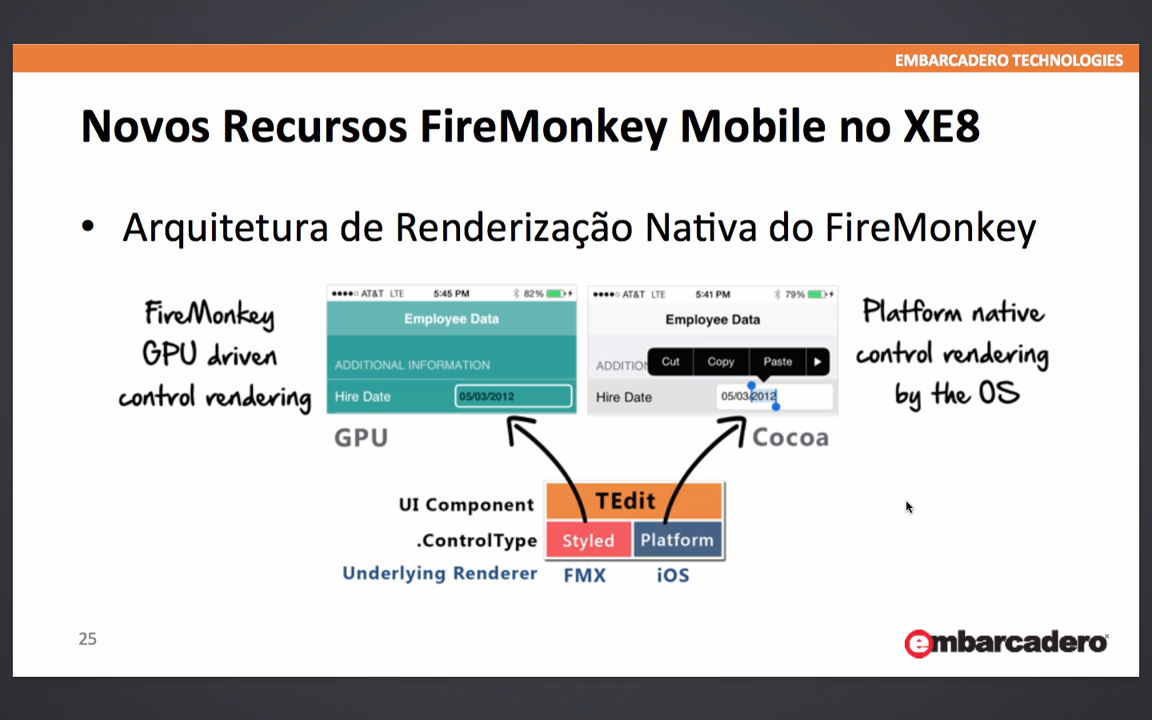 EMBARCADERO TECHNOLOGIES
Novos Recursos FireMonkey Mobile no XE8
• Arquitetura de Renderização Nativa do FireMonkey
FireMonkey
GPU driven
control rendering
AT&T LTE 5:45 PM 82%
Employee Data
ADDITIONAL INFORMATION
Hire Date 05/03/2012
GPU
AT&T LTE 5:41 PM 79%
Employee Data
ADDITIO Cut Copy Paste
Hire Date 05/03/2012
Cocoa
Platform native
control rendering
by the OS
UI Component TEdit
.ControlType Styled Platform
Underlying Renderer FMX iOS
25
embarcadero